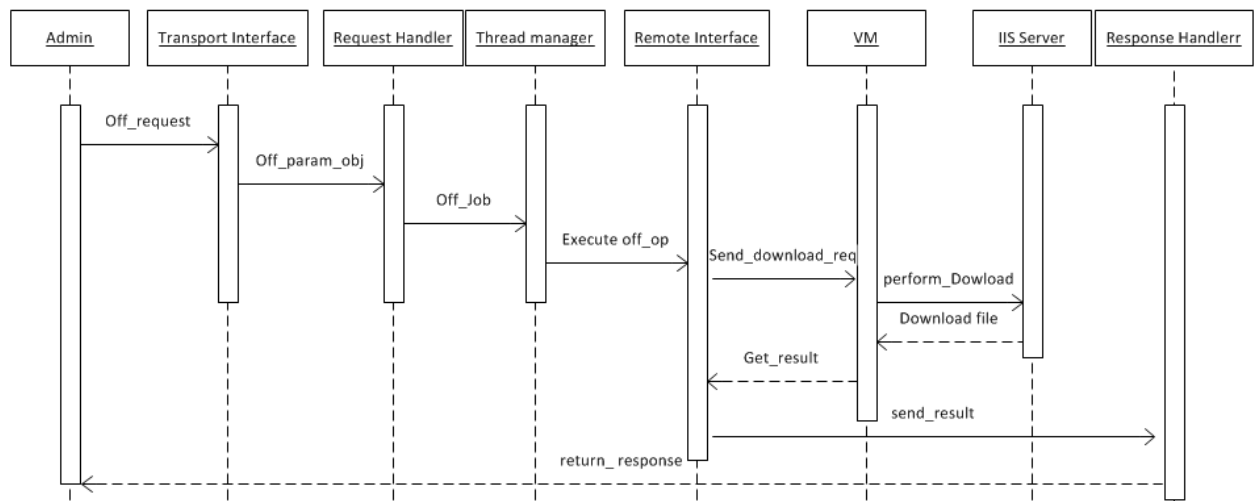 Admin
Transport Interface
Request Handler
Thread manager
Remote Interface
VM
IIS Server
Response Handlerr
Off_request
Off_param_obj
Off_Job
Execute off_op
Send_download_req
perform_Dowload
Download file
Get_result
send_result
return_ response